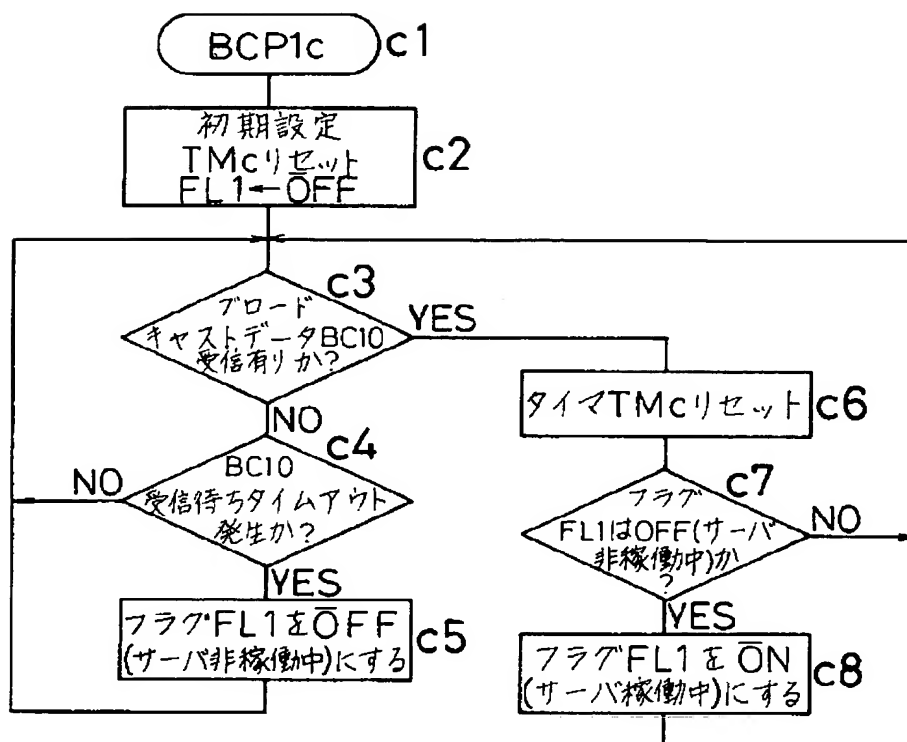 BCP1c
c1
初期設定
TMcリセット
FL1←OFF
c2
c3
ブロード
キャストデータBC10
受信有りか?
YES
NO
c4
BC10
受信待ちタイムアウト
発生か?
NO
YES
フラグFL1をOFF
(サーバ非稼働中)にする
c5
タイマTMcリセット
c6
c7
フラグ
FL1はOFF(サーバ
非稼働中)か
?
NO
YES
フラグFL1をON
(サーバ稼働中)にする
c8